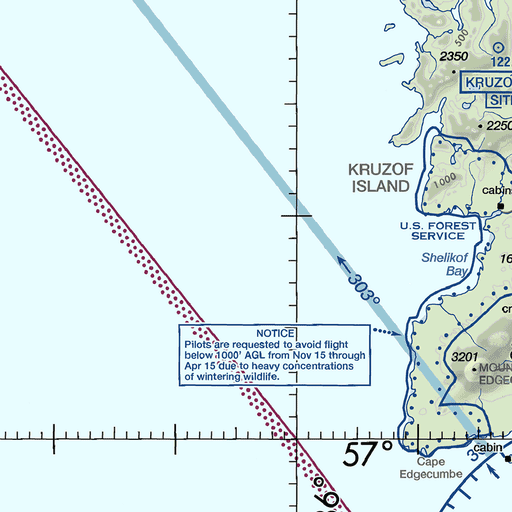 500
2350
122
KRUZO
SIT
2250
KRUZOF
ISLAND
1000
cabin
U.S. FOREST
SERVICE
Shelikof
Bay
16
303°
NOTICE
Pilots are requested to avoid flight
below 1000' AGL from Nov 15 through
Apr 15 due to heavy concentrations
of wintering wildlife.
3201
MOUN
EDGEC
57°
cabin
Cape
Edgecumbe